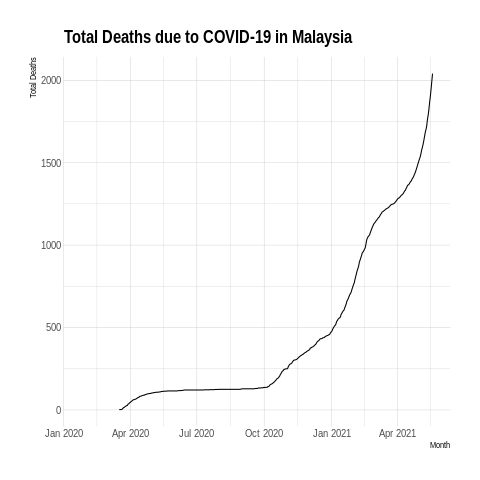 Total Deaths due to COVID-19 in Malaysia
Total Deaths
2000
1500
1000
500
0
Jan 2020 Apr 2020 Jul 2020 Oct 2020 Jan 2021 Apr 2021
Month